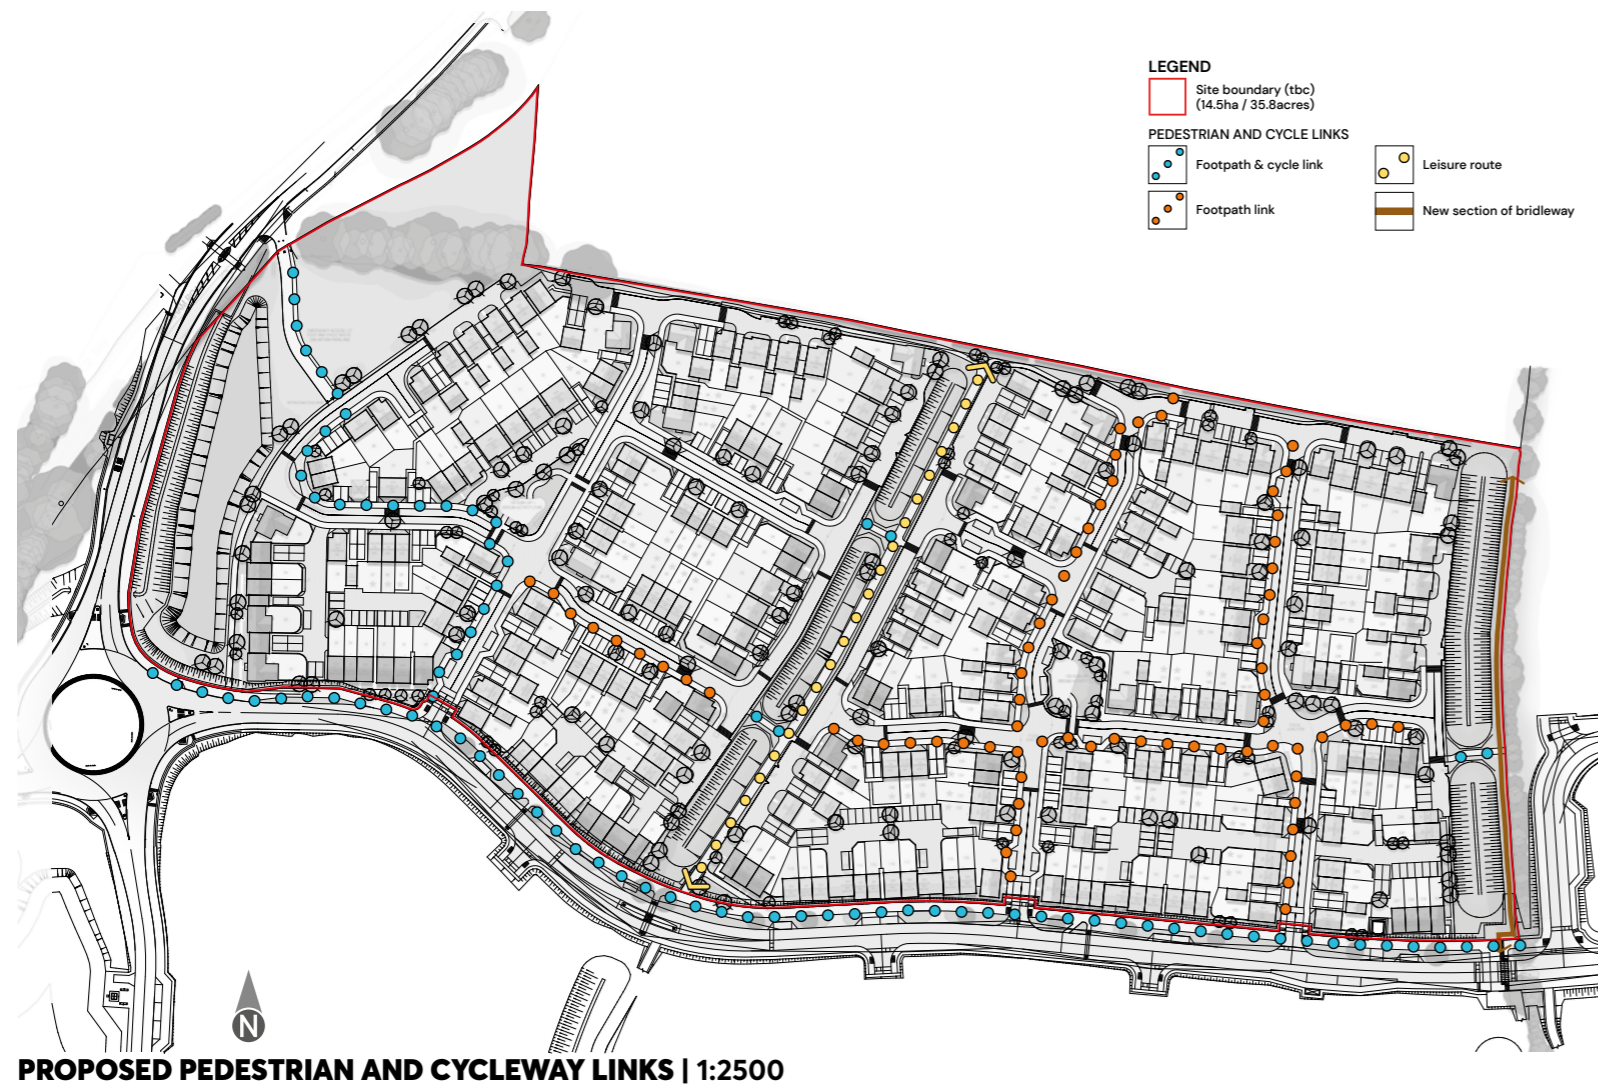 LEGEND
Site boundary (tbc)
(14.5ha / 35.8acres)
PEDESTRIAN AND CYCLE LINKS
Footpath & cycle link
Leisure route
Footpath link
New section of bridleway
N
PROPOSED PEDESTRIAN AND CYCLEWAY LINKS | 1:2500